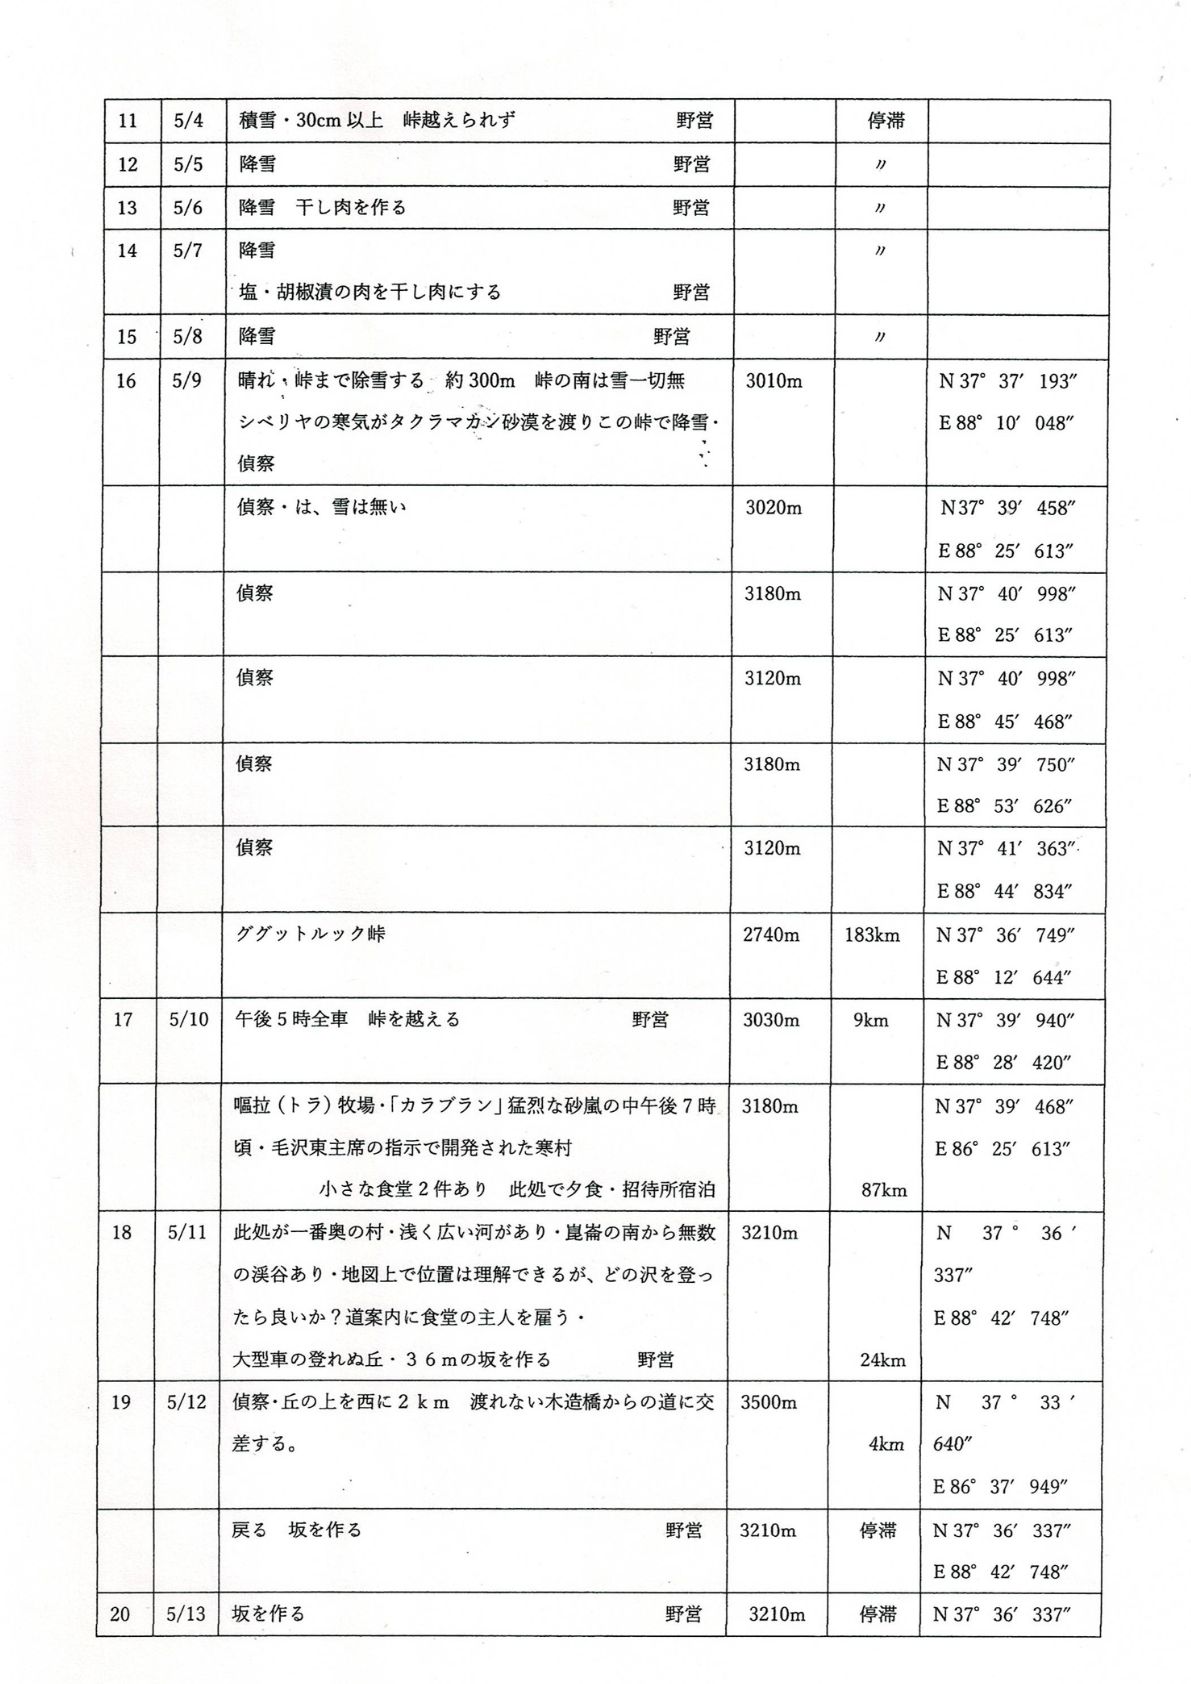 11 5/4 積雪・30cm 以上　峠越えられず 野営 停滞
12 5/5 降雪 野営 〃
13 5/6 降雪　干し肉を作る 野営 〃
14 5/7 降雪 〃
塩・胡椒漬の肉を干し肉にする 野営
15 5/8 降雪 野営 〃
16 5/9 晴れ・峠まで除雪する　約 300m　峠の南は雪一切無 3010m N 37° 37′ 193″
シベリヤの寒気がタクラマカン砂漠を渡りこの峠で降雪・ E 88° 10′ 048″
偵察
偵察・は、雪は無い 3020m N37° 39′ 458″
E 88° 25′ 613″
偵察 3180m N 37° 40′ 998″
E 88° 25′ 613″
偵察 3120m N 37° 40′ 998″
E 88° 45′ 468″
偵察 3180m N 37° 39′ 750″
E 88° 53′ 626″
偵察 3120m N 37° 41′ 363″
E 88° 44′ 834″
ググットルック峠 2740m 183km N 37° 36′ 749″
E 88° 12′ 644″
17 5/10 午後５時全車　峠を越える 野営 3030m 9km N 37° 39′ 940″
E 88° 28′ 420″
嘔拉（トラ）牧場・「カラブラン」猛烈な砂嵐の中午後７時 3180m N 37° 39′ 468″
頃・毛沢東主席の指示で開発された寒村 E 86° 25′ 613″
小さな食堂２件あり　此処で夕食・招待所宿泊 87km
18 5/11 此処が一番奥の村・浅く広い河があり・崑崙の南から無数 3210m N 37 ° 36 ′
の渓谷あり・地図上で位置は理解できるが、どの沢を登っ 337″
たら良いか？道案内に食堂の主人を雇う・ E 88° 42′ 748″
大型車の登れぬ丘・３６ｍの坂を作る 野営 24km
19 5/12 偵察・丘の上を西に２ｋｍ　渡れない木造橋からの道に交 3500m N 37 ° 33 ′
差する。 4km 640″
E 86° 37′ 949″
戻る　坂を作る 野営 3210m 停滞 N 37° 36′ 337″
E 88° 42′ 748″
20 5/13 坂を作る 野営 3210m 停滞 N 37° 36′ 337″